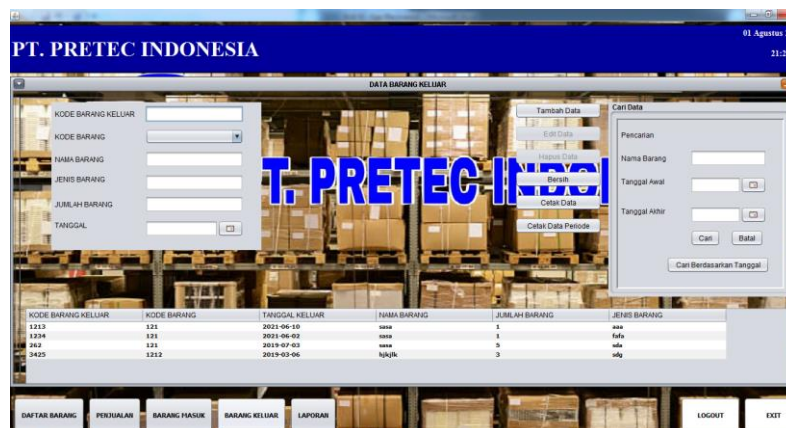 PT. PRETEC INDONESIA
01 Agustus
DATA BARANG KELUAR
KODE BARANG KELUAR
KODE BARANG
NAMA BARANG
JENIS BARANG
JUMLAH BARANG
TANGGAL
T. PRETEC INDO
Tambah Data
Edit Data
Hapus Data
Bersih
Cetak Data
Cetak Data Periode
Cari Data
Pencarian
Nama Barang
Tanggal Awal
Tanggal Akhir
Cari Batal
Cari Berdasarkan Tanggal
KODE BARANG KELUAR KODE BARANG TANGGAL KELUAR NAMA BARANG JUMLAH BARANG JENIS BARANG
1213 121 2021-06-10 sasa 1 aaa
1234 121 2021-06-02 sasa 1 fafa
262 121 2019-07-03 sasa 5 sda
3425 1212 2019-03-06 hjkjlk 3 sdg
DAFTAR BARANG PENJUALAN BARANG MASUK BARANG KELUAR LAPORAN LOGOUT EXIT